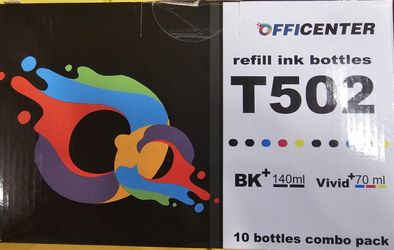 OFFICENTER
refill ink bottles
T502
BK+ 140ml Vivid+ 70 ml
10 bottles combo pack